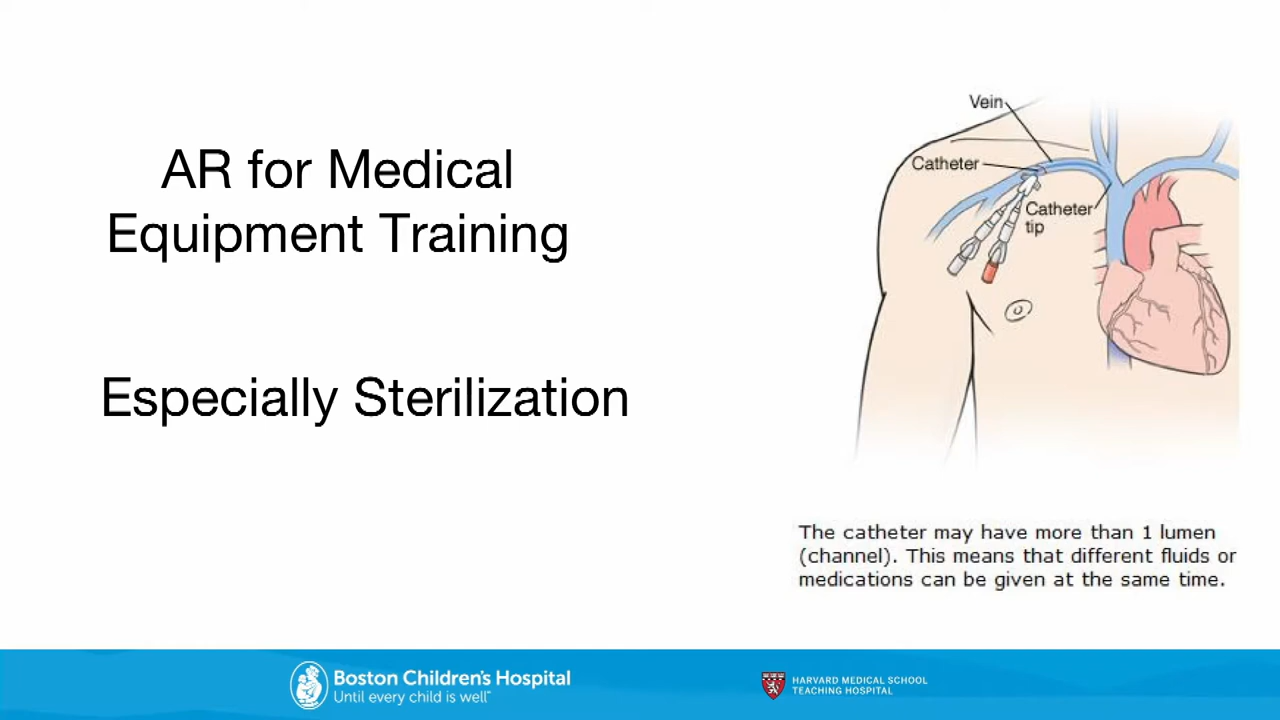 AR for Medical
Equipment Training
Especially Sterilization
Vein
Catheter
Catheter
tip
The catheter may have more than 1 lumen
(channel). This means that different fluids or
medications can be given at the same time.
Boston Children's Hospital
Until every child is well™
HARVARD MEDICAL SCHOOL
TEACHING HOSPITAL